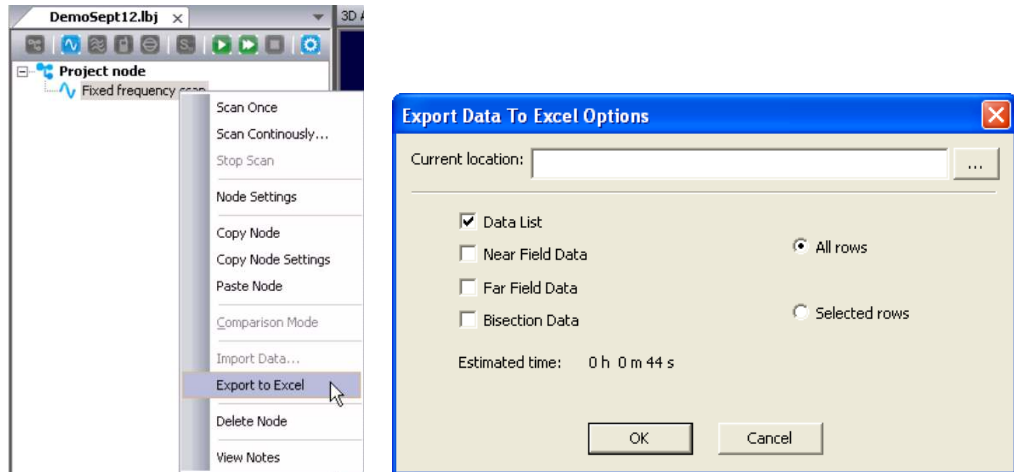 DemoSept12.lbj
3D
Project node
Fixed frequency scan
Scan Once
Scan Continously...
Stop Scan
Node Settings
Copy Node
Copy Node Settings
Paste Node
Comparison Mode
Import Data...
Export to Excel
Delete Node
View Notes
Export Data To Excel Options
Current location:
...
Data List
Near Field Data
Far Field Data
Bisection Data
All rows
Selected rows
Estimated time: 0 h 0 m 44 s
OK
Cancel